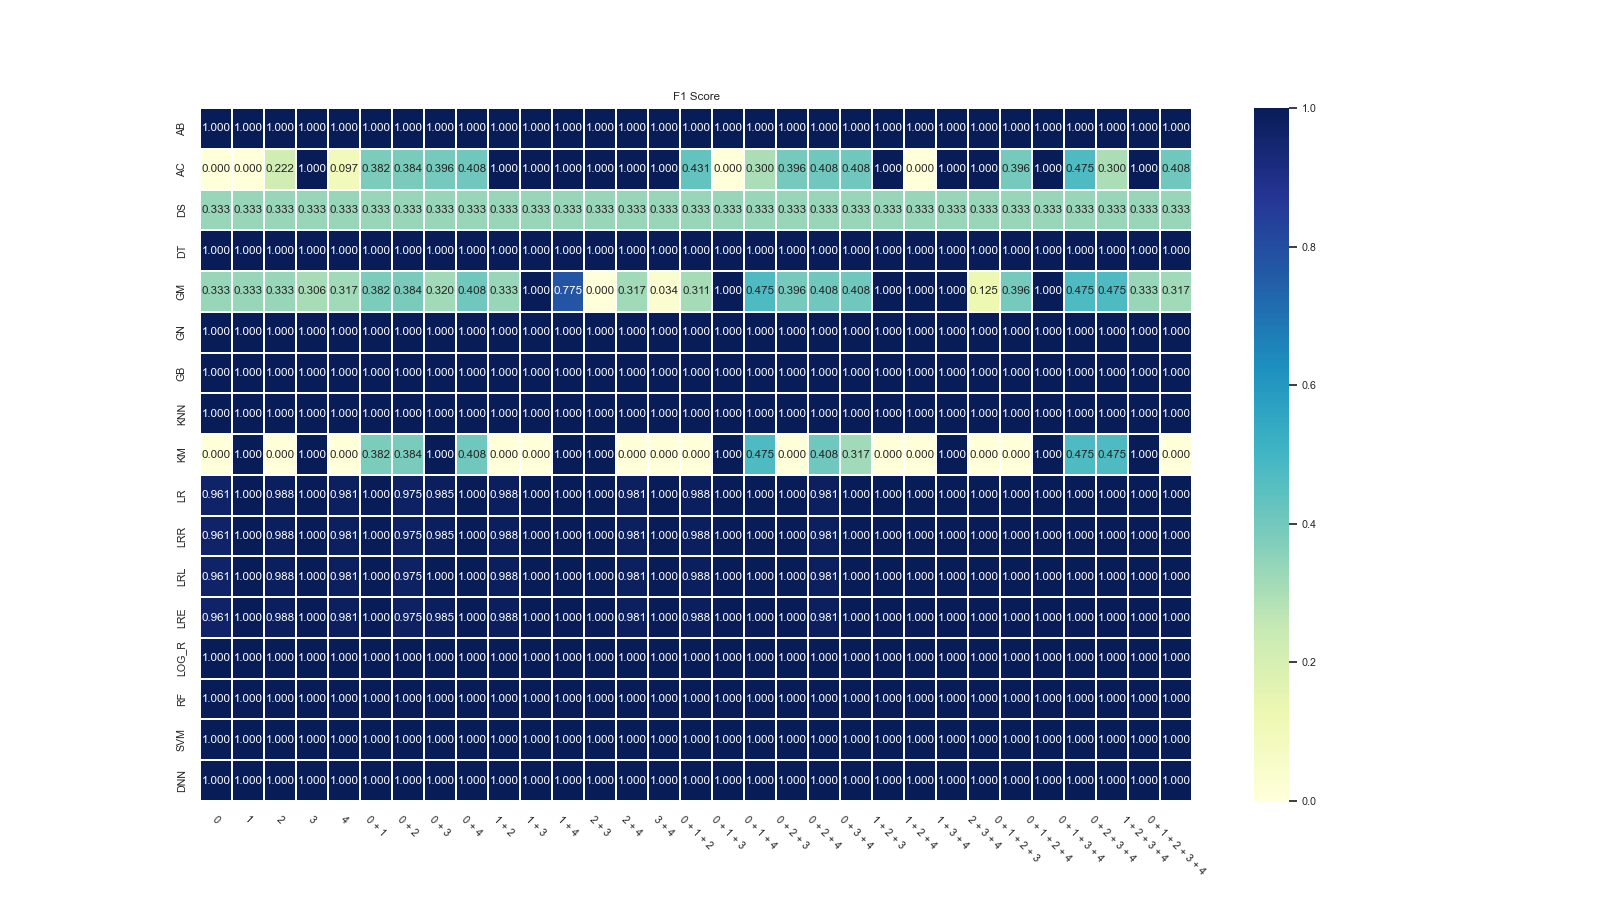 F1 Score
AB 1.000 1.000 1.000 1.000 1.000 1.000 1.000 1.000 1.000 1.000 1.000 1.000 1.000 1.000 1.000 1.000 1.000 1.000 1.000 1.000 1.000 1.000 1.000 1.000 1.000 1.000 1.000 1.000 1.000 1.000 1.000
AC 0.000 0.000 0.222 1.000 0.097 0.382 0.384 0.396 0.408 1.000 1.000 1.000 1.000 1.000 1.000 0.431 0.000 0.300 0.396 0.408 0.408 1.000 0.000 1.000 1.000 0.396 1.000 0.475 0.300 1.000 0.408
DS 0.333 0.333 0.333 0.333 0.333 0.333 0.333 0.333 0.333 0.333 0.333 0.333 0.333 0.333 0.333 0.333 0.333 0.333 0.333 0.333 0.333 0.333 0.333 0.333 0.333 0.333 0.333 0.333 0.333 0.333 0.333
DT 1.000 1.000 1.000 1.000 1.000 1.000 1.000 1.000 1.000 1.000 1.000 1.000 1.000 1.000 1.000 1.000 1.000 1.000 1.000 1.000 1.000 1.000 1.000 1.000 1.000 1.000 1.000 1.000 1.000 1.000 1.000
GM 0.333 0.333 0.333 0.306 0.317 0.382 0.384 0.320 0.408 0.333 1.000 0.775 0.000 0.317 0.034 0.311 1.000 0.475 0.396 0.408 0.408 1.000 1.000 1.000 0.125 0.396 1.000 0.475 0.475 0.333 0.317
GN 1.000 1.000 1.000 1.000 1.000 1.000 1.000 1.000 1.000 1.000 1.000 1.000 1.000 1.000 1.000 1.000 1.000 1.000 1.000 1.000 1.000 1.000 1.000 1.000 1.000 1.000 1.000 1.000 1.000 1.000 1.000
GB 1.000 1.000 1.000 1.000 1.000 1.000 1.000 1.000 1.000 1.000 1.000 1.000 1.000 1.000 1.000 1.000 1.000 1.000 1.000 1.000 1.000 1.000 1.000 1.000 1.000 1.000 1.000 1.000 1.000 1.000 1.000
KNN 1.000 1.000 1.000 1.000 1.000 1.000 1.000 1.000 1.000 1.000 1.000 1.000 1.000 1.000 1.000 1.000 1.000 1.000 1.000 1.000 1.000 1.000 1.000 1.000 1.000 1.000 1.000 1.000 1.000 1.000 1.000
KM 0.000 1.000 0.000 1.000 0.000 0.382 0.384 1.000 0.408 0.000 0.000 1.000 1.000 0.000 0.000 0.000 1.000 0.475 0.000 0.408 0.317 0.000 0.000 1.000 0.000 0.000 1.000 0.475 0.475 1.000 0.000
LR 0.961 1.000 0.988 1.000 0.981 1.000 0.975 0.985 1.000 0.988 1.000 1.000 1.000 0.981 1.000 0.988 1.000 1.000 1.000 0.981 1.000 1.000 1.000 1.000 1.000 1.000 1.000 1.000 1.000 1.000 1.000
LRR 0.961 1.000 0.988 1.000 0.981 1.000 0.975 0.985 1.000 0.988 1.000 1.000 1.000 0.981 1.000 0.988 1.000 1.000 1.000 0.981 1.000 1.000 1.000 1.000 1.000 1.000 1.000 1.000 1.000 1.000 1.000
LRL 0.961 1.000 0.988 1.000 0.981 1.000 0.975 1.000 1.000 0.988 1.000 1.000 1.000 0.981 1.000 0.988 1.000 1.000 1.000 0.981 1.000 1.000 1.000 1.000 1.000 1.000 1.000 1.000 1.000 1.000 1.000
LRE 0.961 1.000 0.988 1.000 0.981 1.000 0.975 0.985 1.000 0.988 1.000 1.000 1.000 0.981 1.000 0.988 1.000 1.000 1.000 0.981 1.000 1.000 1.000 1.000 1.000 1.000 1.000 1.000 1.000 1.000 1.000
LOG_R 1.000 1.000 1.000 1.000 1.000 1.000 1.000 1.000 1.000 1.000 1.000 1.000 1.000 1.000 1.000 1.000 1.000 1.000 1.000 1.000 1.000 1.000 1.000 1.000 1.000 1.000 1.000 1.000 1.000 1.000 1.000
RF 1.000 1.000 1.000 1.000 1.000 1.000 1.000 1.000 1.000 1.000 1.000 1.000 1.000 1.000 1.000 1.000 1.000 1.000 1.000 1.000 1.000 1.000 1.000 1.000 1.000 1.000 1.000 1.000 1.000 1.000 1.000
SVM 1.000 1.000 1.000 1.000 1.000 1.000 1.000 1.000 1.000 1.000 1.000 1.000 1.000 1.000 1.000 1.000 1.000 1.000 1.000 1.000 1.000 1.000 1.000 1.000 1.000 1.000 1.000 1.000 1.000 1.000 1.000
DNN 1.000 1.000 1.000 1.000 1.000 1.000 1.000 1.000 1.000 1.000 1.000 1.000 1.000 1.000 1.000 1.000 1.000 1.000 1.000 1.000 1.000 1.000 1.000 1.000 1.000 1.000 1.000 1.000 1.000 1.000 1.000
0
1
2
3
4
0 + 1
0 + 2
0 + 3
0 + 4
1 + 2
1 + 3
1 + 4
2 + 3
2 + 4
3 + 4
0 + 1 + 2
0 + 1 + 3
0 + 1 + 4
0 + 2 + 3
0 + 2 + 4
0 + 3 + 4
1 + 2 + 3
1 + 2 + 4
1 + 3 + 4
2 + 3 + 4
0 + 1 + 2 + 3
0 + 1 + 2 + 4
0 + 1 + 3 + 4
0 + 2 + 3 + 4
1 + 2 + 3 + 4
0 + 1 + 2 + 3 + 4
1.0
0.8
0.6
0.4
0.2
0.0